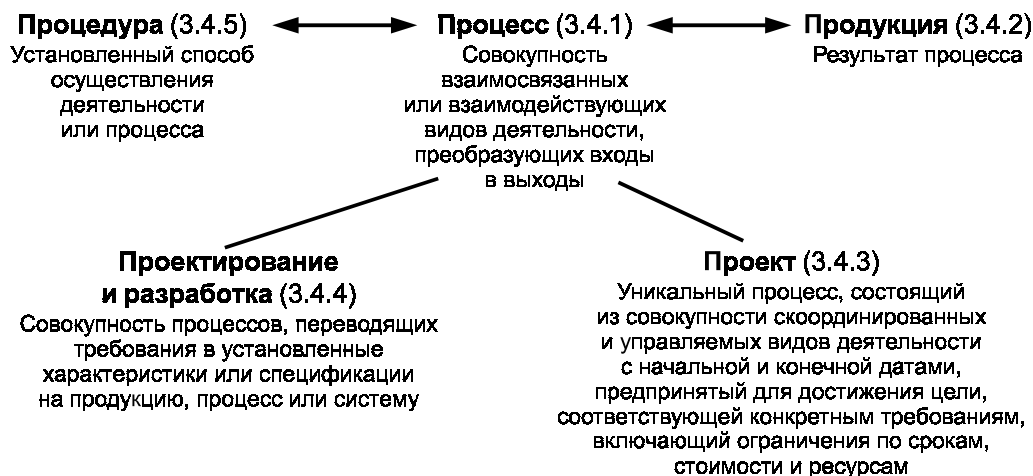 Процедура (3.4.5)
Установленный способ
осуществления
деятельности
или процесса
Процесс (3.4.1)
Совокупность
взаимосвязанных
или взаимодействующих
видов деятельности,
преобразующих входы
в выходы
Продукция (3.4.2)
Результат процесса
Проектирование
и разработка (3.4.4)
Совокупность процессов, переводящих
требования в установленные
характеристики или спецификации
на продукцию, процесс или систему
Проект (3.4.3)
Уникальный процесс, состоящий
из совокупности скоординированных
и управляемых видов деятельности
с начальной и конечной датами,
предпринятый для достижения цели,
соответствующей конкретным требованиям,
включающий ограничения по срокам,
стоимости и ресурсам